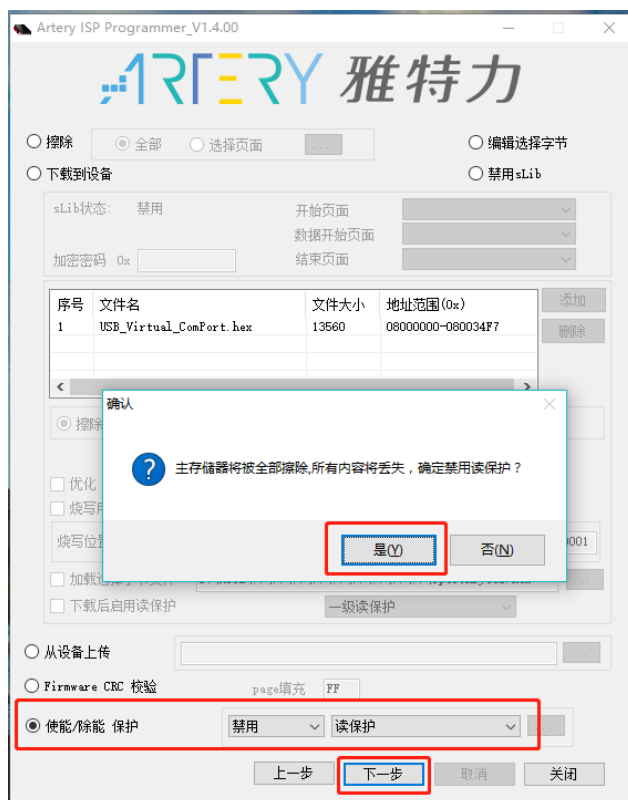 Artery ISP Programmer_V1.4.00
ARTERY 雅特力
擦除 全部 选择页面 ... 编辑选择字节
下载到设备 禁用sLib
sLib状态: 禁用 开始页面
数据开始页面
加密密码 0x 结束页面
序号 文件名 文件大小 地址范围(0x) 添加
1 USB_Virtual_ComPort.hex 13560 08000000-080034F7 删除
确认
擦除
主存储器将被全部擦除,所有内容将丢失，确定禁用读保护？
优化
烧写
烧写位 是(Y) 否(N) 0001
加载 ...
下载后启用读保护 一级读保护
从设备上传 ...
Firmware CRC 校验 page填充 FF
使能/除能 保护 禁用 读保护 ...
上一步 下一步 取消 关闭